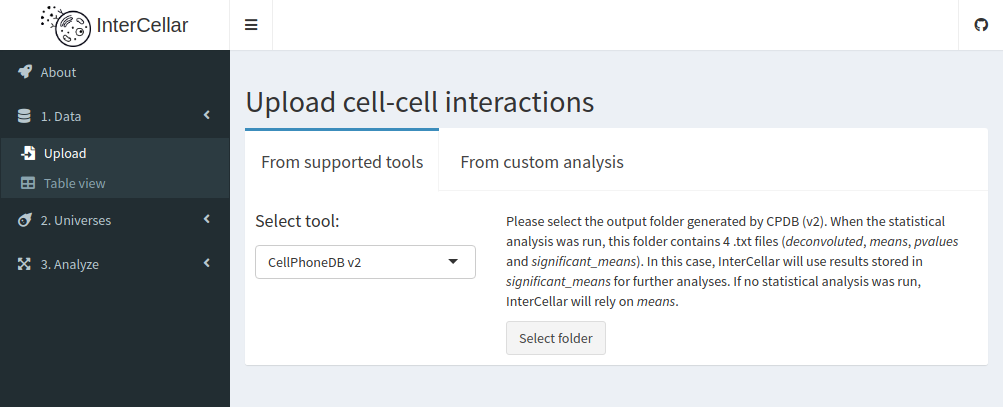 InterCellar
About
1. Data
Upload
Table view
2. Universes
3. Analyze
Upload cell-cell interactions
From supported tools
From custom analysis
Select tool:
CellPhoneDB v2
Please select the output folder generated by CPDB (v2). When the statistical
analysis was run, this folder contains 4 .txt files (deconvoluted, means, pvalues
and significant_means). In this case, InterCellar will use results stored in
significant_means for further analyses. If no statistical analysis was run,
InterCellar will rely on means.
Select folder